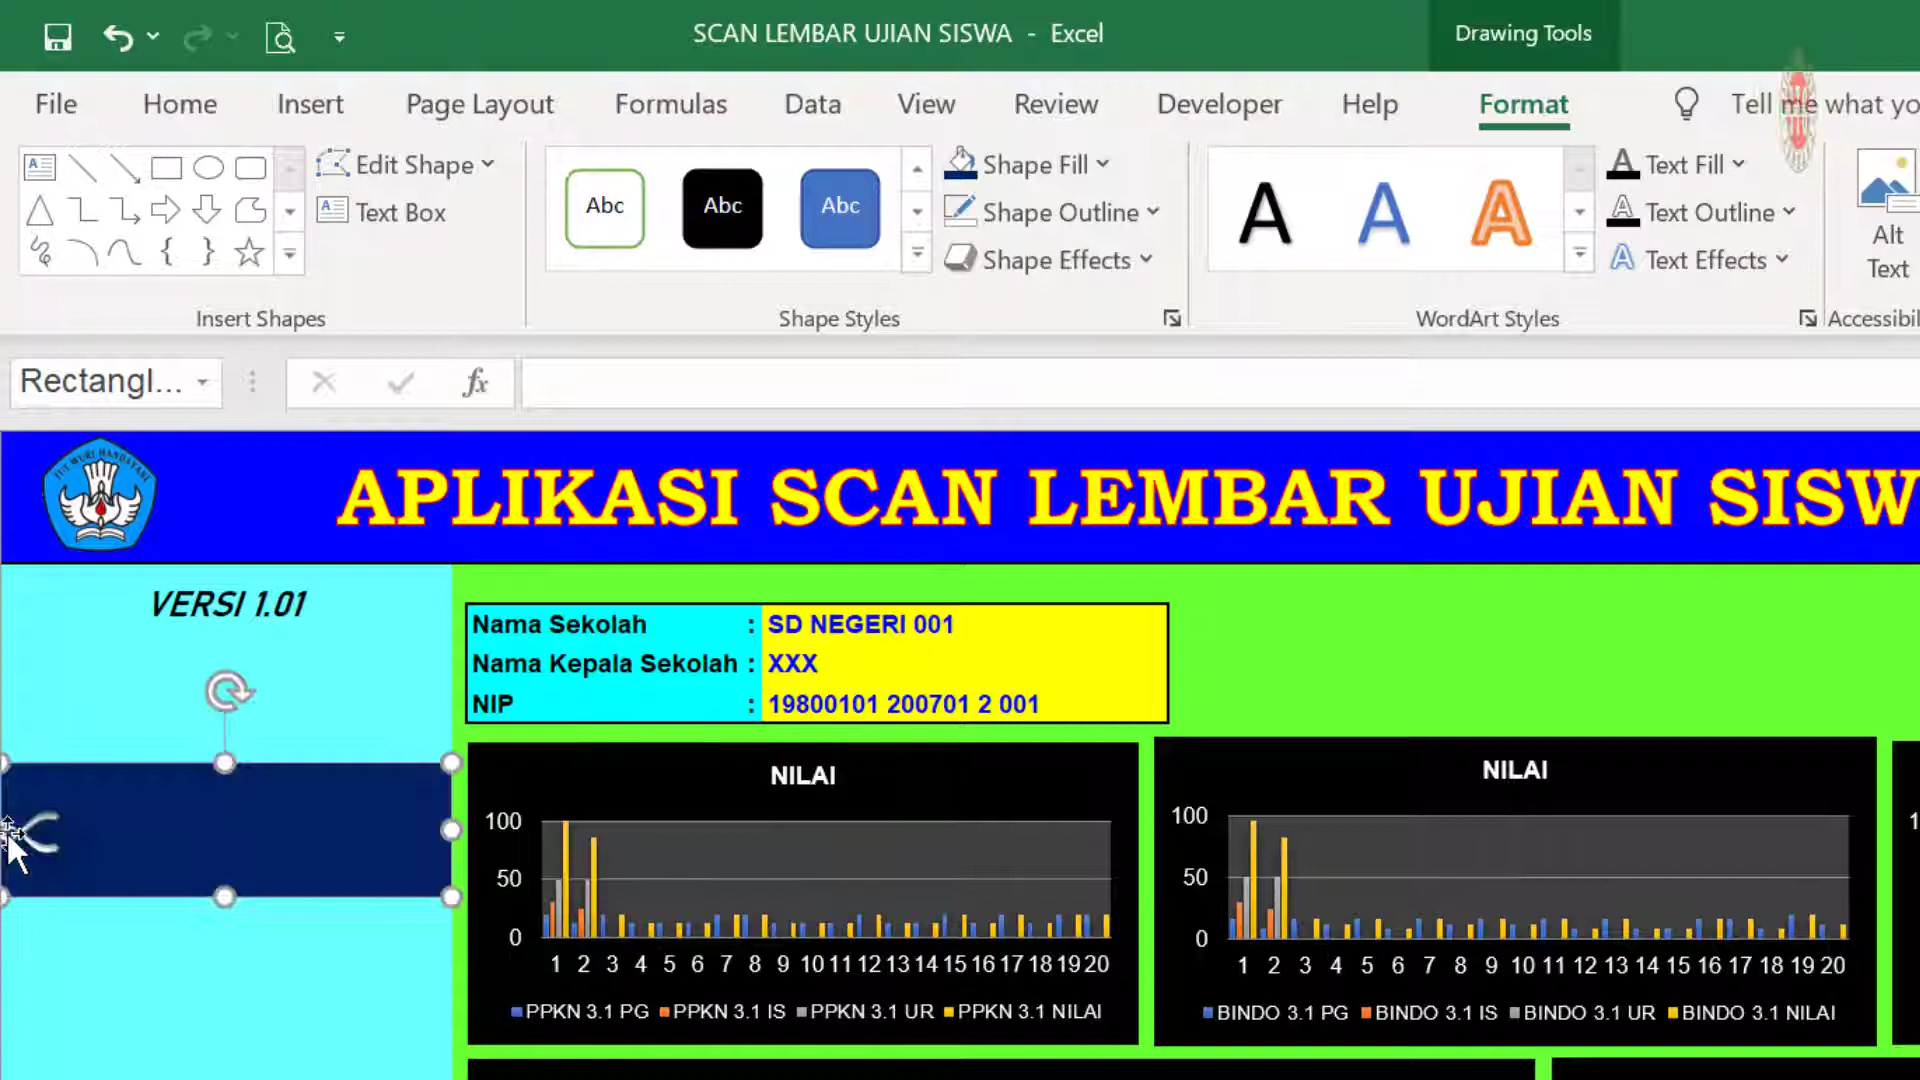 SCAN LEMBAR UJIAN SISWA - Excel
Drawing Tools
File Home Insert Page Layout Formulas Data View Review Developer Help Format Tell me what yo
Edit Shape
Text Box
Insert Shapes
Abc Abc Abc
Shape Fill
Shape Outline
Shape Effects
Shape Styles
A A A
Text Fill
Text Outline
Text Effects
WordArt Styles
Alt
Text
Accessibil
Rectangl...
fx
TUT WURI HANDAYANI
APLIKASI SCAN LEMBAR UJIAN SISW
VERSI 1.01
Nama Sekolah : SD NEGERI 001
Nama Kepala Sekolah : XXX
NIP : 19800101 200701 2 001
NILAI
100
50
0
1 2 3 4 5 6 7 8 9 10 11 12 13 14 15 16 17 18 19 20
PPKN 3.1 PG PPKN 3.1 IS PPKN 3.1 UR PPKN 3.1 NILAI
NILAI
100
50
0
1 2 3 4 5 6 7 8 9 10 11 12 13 14 15 16 17 18 19 20
BINDO 3.1 PG BINDO 3.1 IS BINDO 3.1 UR BINDO 3.1 NILAI
1